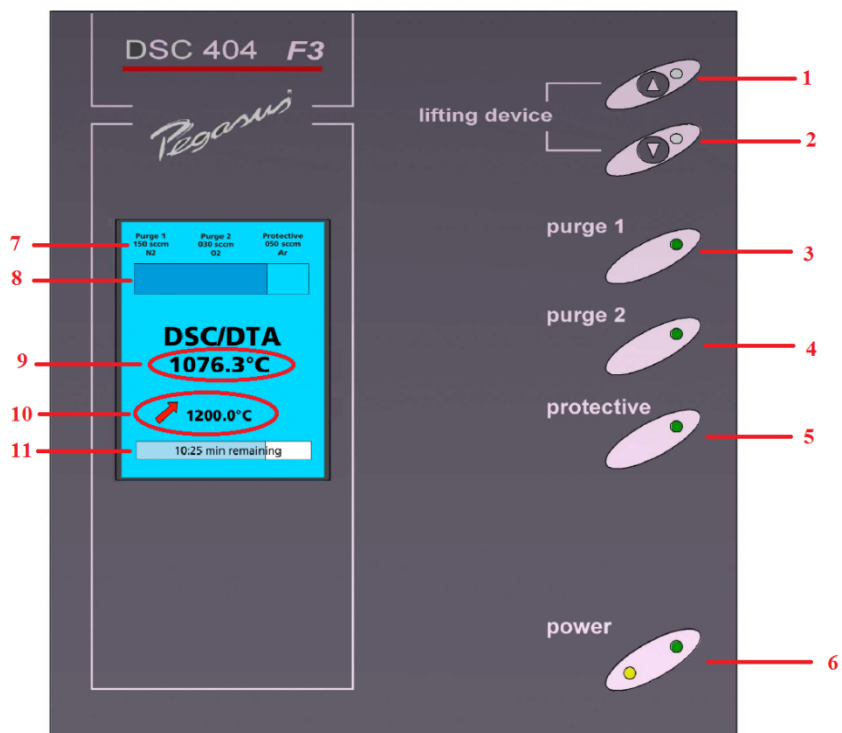 DSC 404 F3
Pegasus
lifting device
1
2
purge 1
3
purge 2
4
protective
5
power
6
7
Purge 1 Purge 2 Protective
150 sccm 030 sccm 050 sccm
N2 O2 Ar
8
DSC/DTA
9
1076.3°C
10
1200.0°C
11
10:25 min remaining